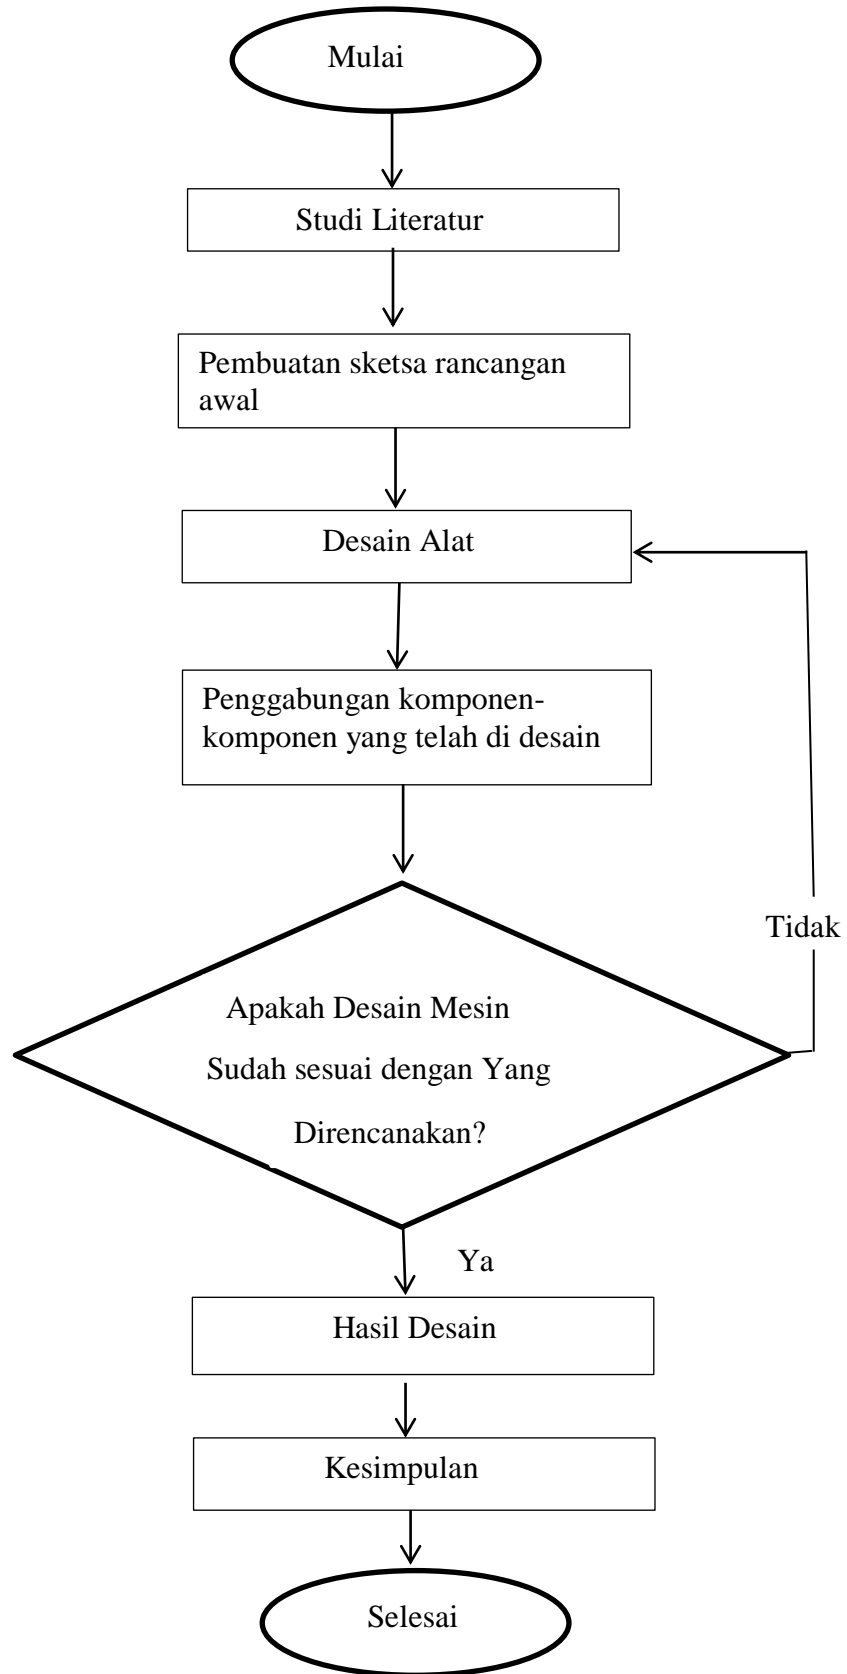 Mulai
Studi Literatur
Pembuatan sketsa rancangan
awal
Desain Alat
Penggabungan komponen-
komponen yang telah di desain
Tidak
Apakah Desain Mesin
Sudah sesuai dengan Yang
Direncanakan?
Ya
Hasil Desain
Kesimpulan
Selesai